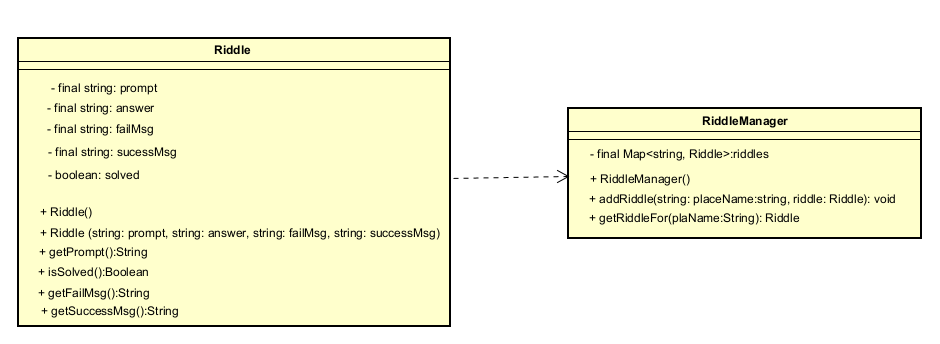 Riddle
- final string: prompt
- final string: answer
- final string: failMsg
- final string: sucessMsg
- boolean: solved
+ Riddle()
+ Riddle (string: prompt, string: answer, string: failMsg, string: successMsg)
+ getPrompt():String
+ isSolved():Boolean
+ getFailMsg():String
+ getSuccessMsg():String
RiddleManager
- final Map<string, Riddle>:riddles
+ RiddleManager()
+ addRiddle(string: placeName:string, riddle: Riddle): void
+ getRiddleFor(plaName:String): Riddle